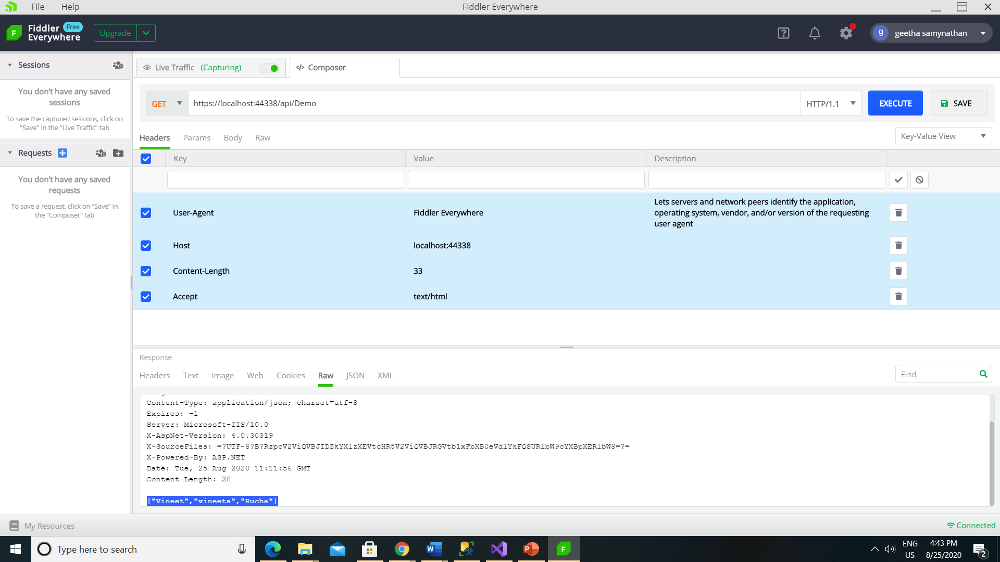 File Help Fiddler Everywhere
Fiddler Everywhere Free Upgrade geetha samynathan
g
F
Sessions
You don't have any saved
sessions
To save the captured sessions, click on
"Save" in the "Live Traffic" tab
Requests
You don't have any saved
requests
To save a request, click on “Save” in
the “Composer” tab
Live Traffic (Capturing) Composer
GET https://localhost:44338/api/Demo HTTP/1.1 EXECUTE SAVE
Headers Params Body Raw Key-Value View
Key Value Description
User-Agent Fiddler Everywhere Lets servers and network peers identify the application,
operating system, vendor, and/or version of the requesting
user agent
Host localhost:44338
Content-Length 33
Accept text/html
Response
Headers Text Image Web Cookies Raw JSON XML Find
Content-Type: application/json; charset=utf-8
Expires: -1
Server: Microsoft-IIS/10.0
X-AspNet-Version: 4.0.30319
X-SourceFiles: =?UTF-8?B?RzpcV2ViQVBJIDZkYXlzXEVtcHR5V2ViQVBJRGVtb1xFbXB0eVdlYkFQSURlbW9cYXBpXERlbW8=?=
X-Powered-By: ASP.NET
Date: Tue, 25 Aug 2020 11:11:56 GMT
Content-Length: 28
["Vineet","vineeta","Rucha"]
My Resources Connected
Type here to search ENG 4:43 PM
US 8/25/2020 2